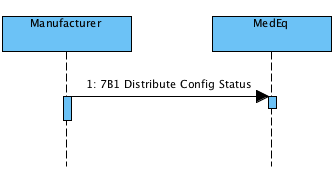 Manufacturer
MedEq
1: 7B1 Distribute Config Status